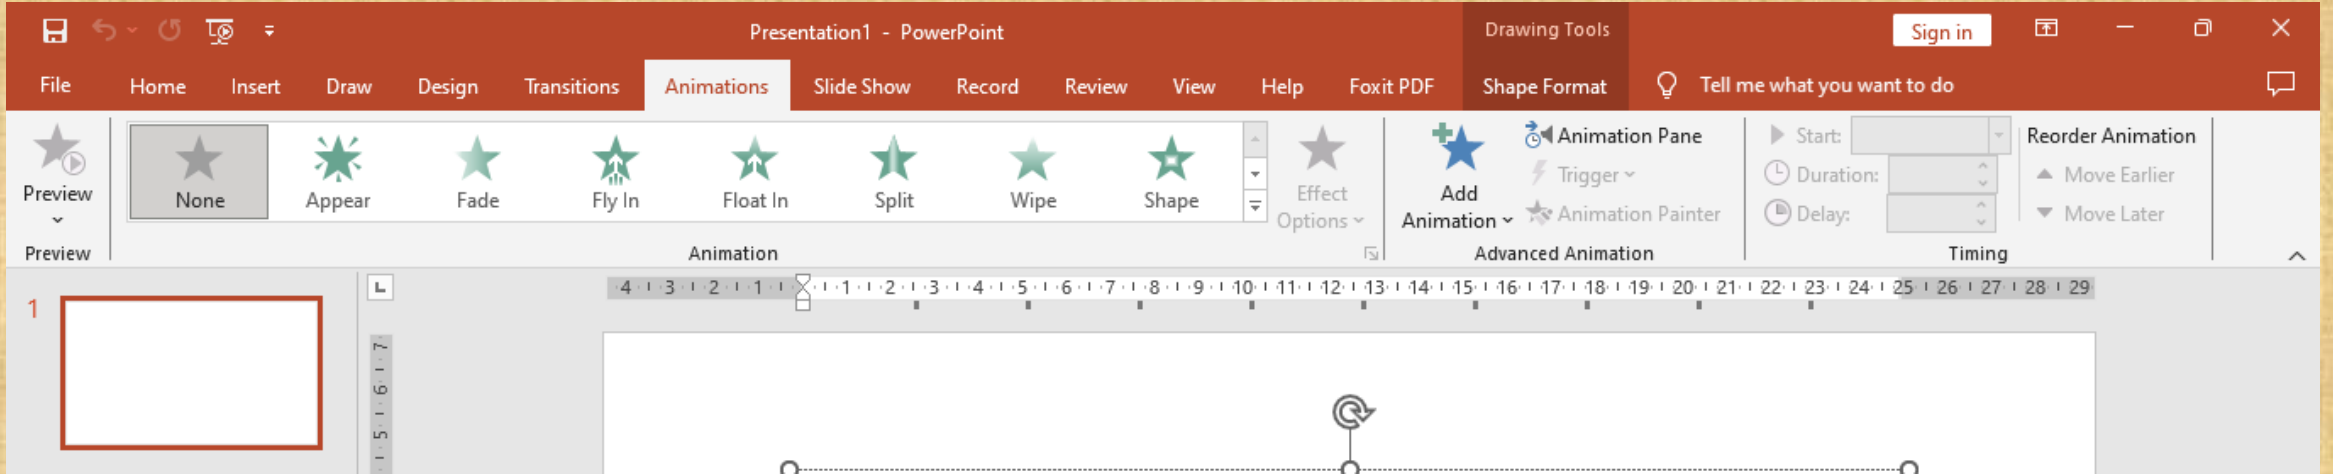 Presentation1 - PowerPoint
Drawing Tools
Sign in
File Home Insert Draw Design Transitions Animations Slide Show Record Review View Help Foxit PDF Shape Format Tell me what you want to do
Preview
None Appear Fade Fly In Float In Split Wipe Shape
Effect
Options
Add
Animation
Animation Pane
Trigger
Animation Painter
Start:
Duration:
Delay:
Reorder Animation
Move Earlier
Move Later
Preview Animation Advanced Animation Timing
4 3 2 1 1 2 3 4 5 6 7 8 9 10 11 12 13 14 15 16 17 18 19 20 21 22 23 24 25 26 27 28 29
1
7
6
5